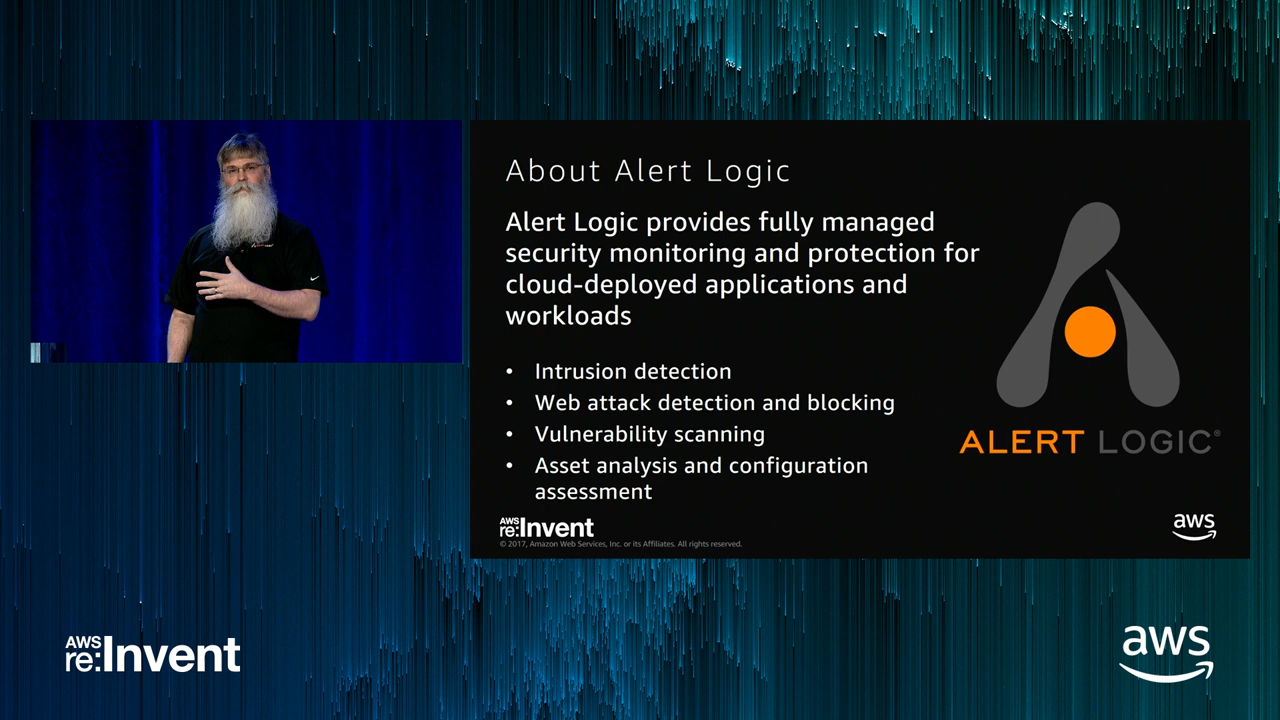 About Alert Logic
Alert Logic provides fully managed
security monitoring and protection for
cloud-deployed applications and
workloads
• Intrusion detection
• Web attack detection and blocking
• Vulnerability scanning
• Asset analysis and configuration
assessment
ALERT LOGIC®
AWS
re:Invent
© 2017, Amazon Web Services, Inc. or its Affiliates. All rights reserved.
aws
AWS
re:Invent
aws